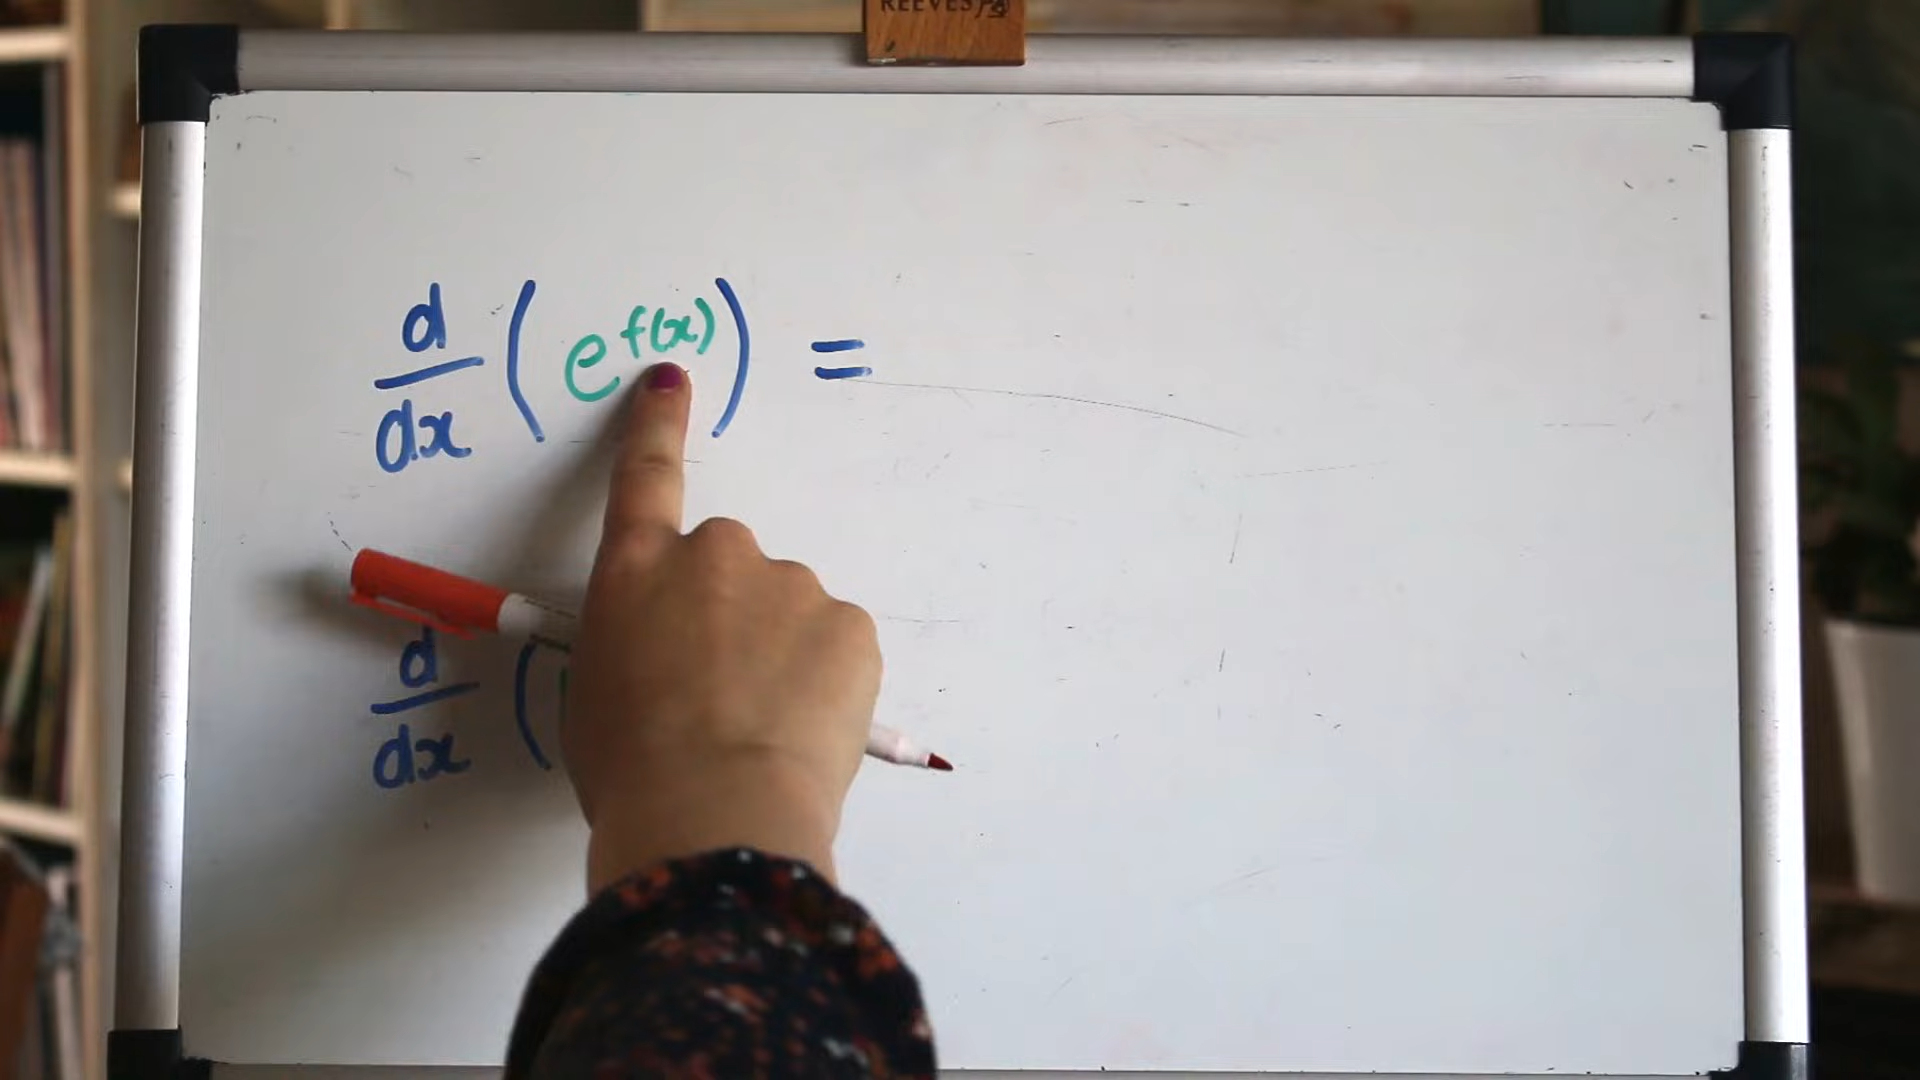 REEVES
d/dx (e^f(x)) =
d/dx (